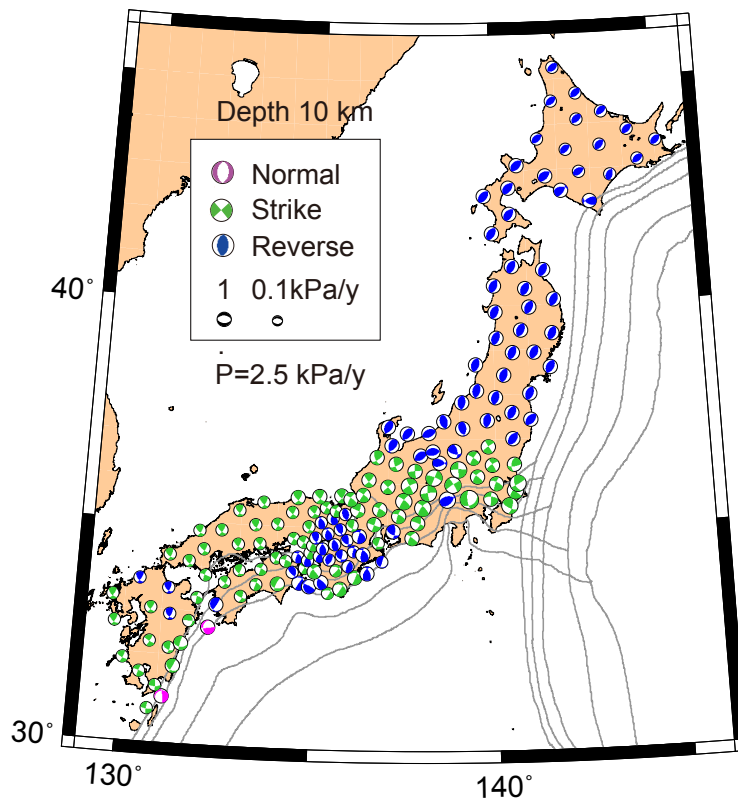 Depth 10 km
Normal
Strike
Reverse
1 0.1kPa/y
Ṗ=2.5 kPa/y
40°
30°
130°
140°